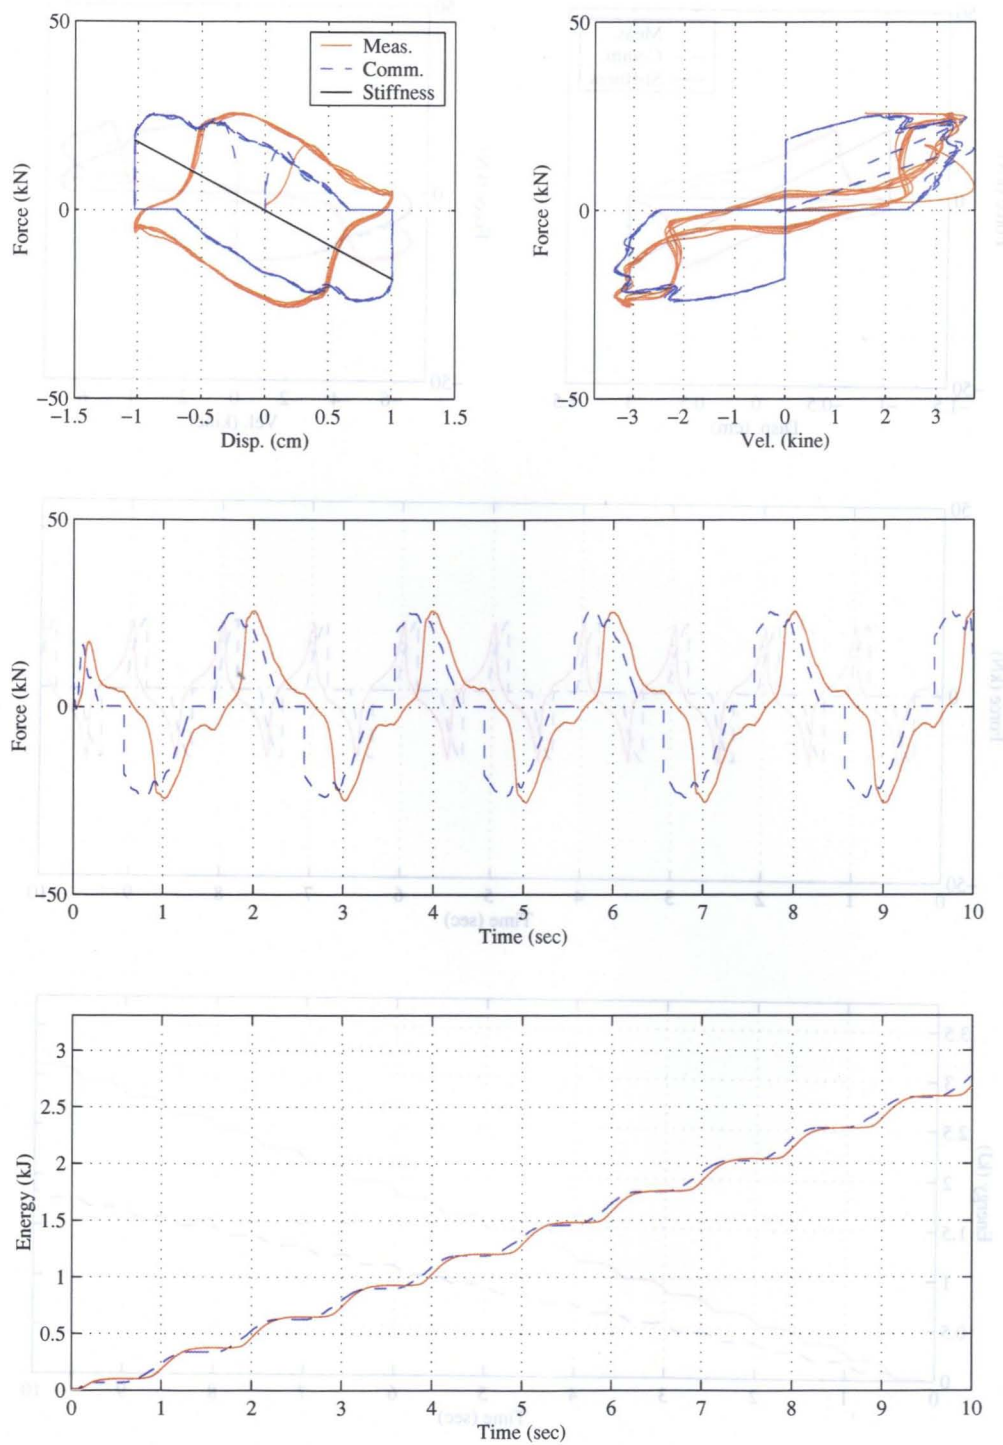 50
0
−50
Force (kN)
−1.5 −1 −0.5 0 0.5 1 1.5
Disp. (cm)
Meas.
Comm.
Stiffness
50
0
−50
Force (kN)
−3 −2 −1 0 1 2 3
Vel. (kine)
50
0
−50
Force (kN)
0 1 2 3 4 5 6 7 8 9 10
Time (sec)
3
2.5
2
1.5
1
0.5
0
Energy (kJ)
0 1 2 3 4 5 6 7 8 9 10
Time (sec)